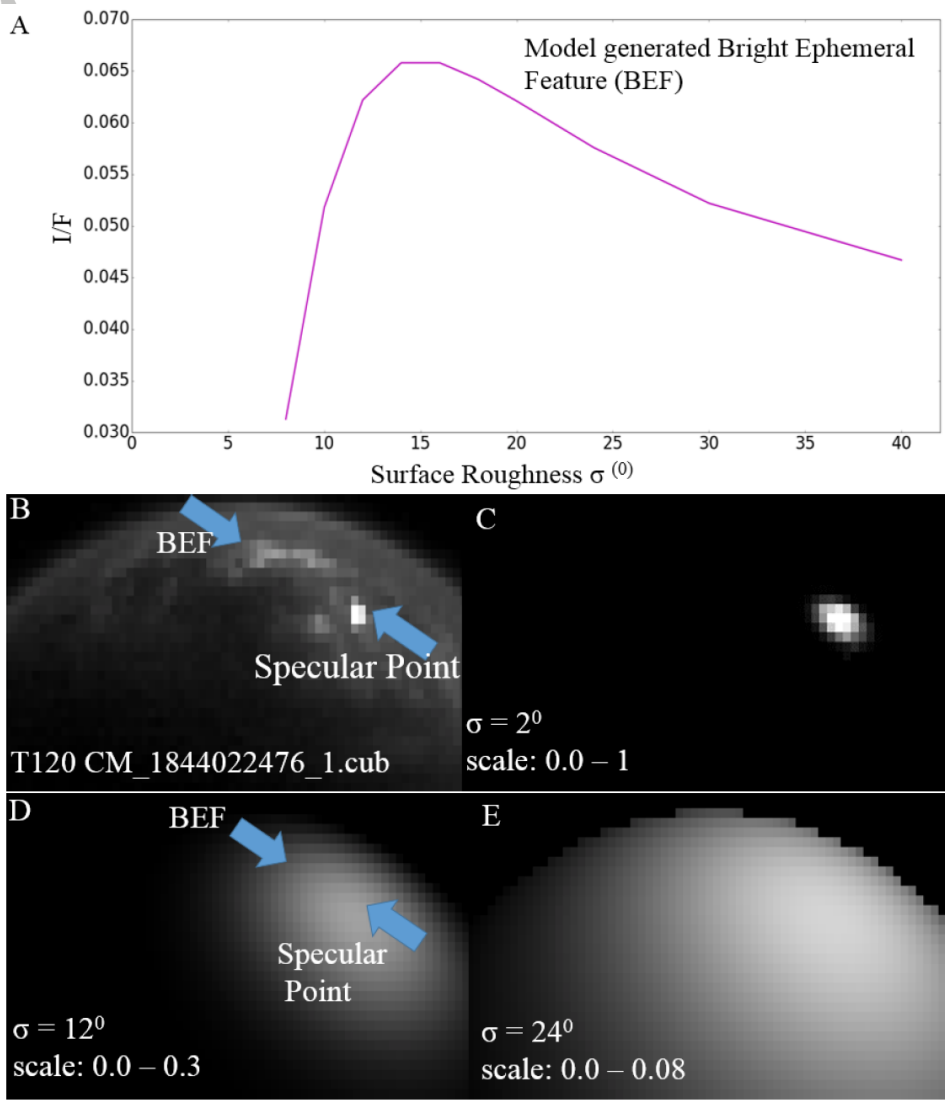 A
Model generated Bright Ephemeral
Feature (BEF)
0.070
0.065
0.060
0.055
0.050
0.045
0.040
0.035
0.030
I/F
0 5 10 15 20 25 30 35 40
Surface Roughness σ ⁽⁰⁾
B
BEF
Specular Point
T120 CM_1844022476_1.cub
C
σ = 2⁰
scale: 0.0 – 1
D
BEF
Specular
Point
σ = 12⁰
scale: 0.0 – 0.3
E
σ = 24⁰
scale: 0.0 – 0.08